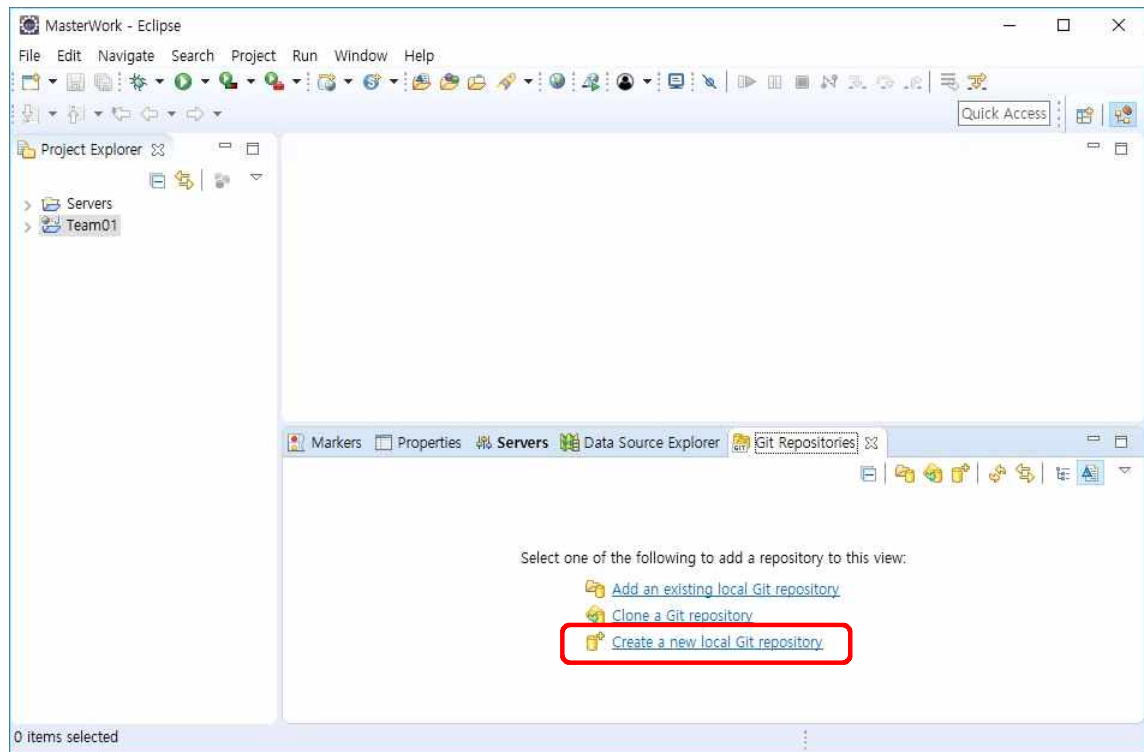 MasterWork - Eclipse
File Edit Navigate Search Project Run Window Help
Quick Access
Project Explorer
Servers
Team01
Markers Properties Servers Data Source Explorer GIT Git Repositories
Select one of the following to add a repository to this view:
Add an existing local Git repository
Clone a Git repository
Create a new local Git repository
0 items selected